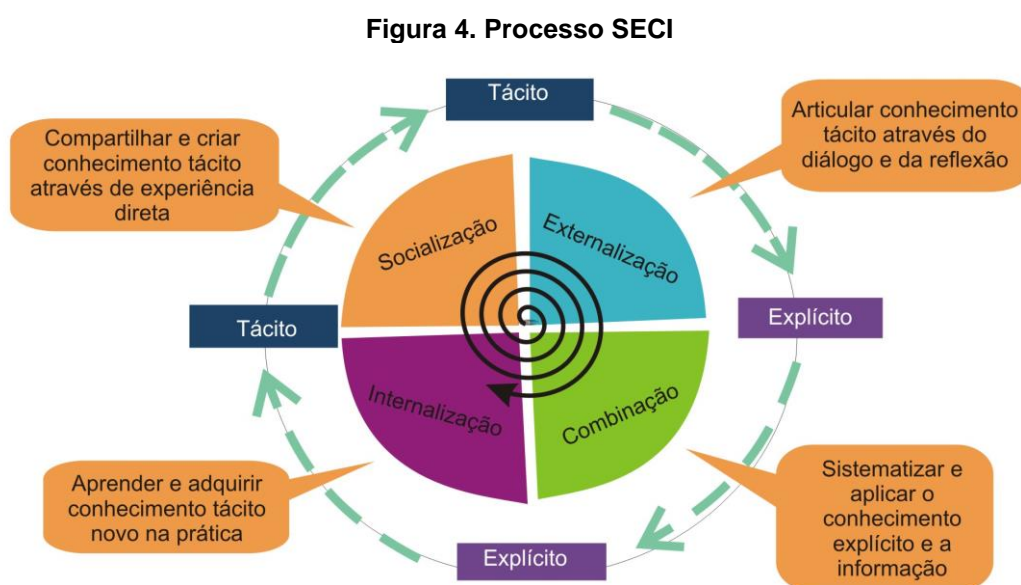 Figura 4. Processo SECI
Tácito
Compartilhar e criar
conhecimento tácito
através de experiência
direta
Articular conhecimento
tácito através do
diálogo e da reflexão
Socialização
Externalização
Tácito
Explícito
Internalização
Combinação
Aprender e adquirir
conhecimento tácito
novo na prática
Sistematizar e
aplicar o
conhecimento
explícito e a
informação
Explícito